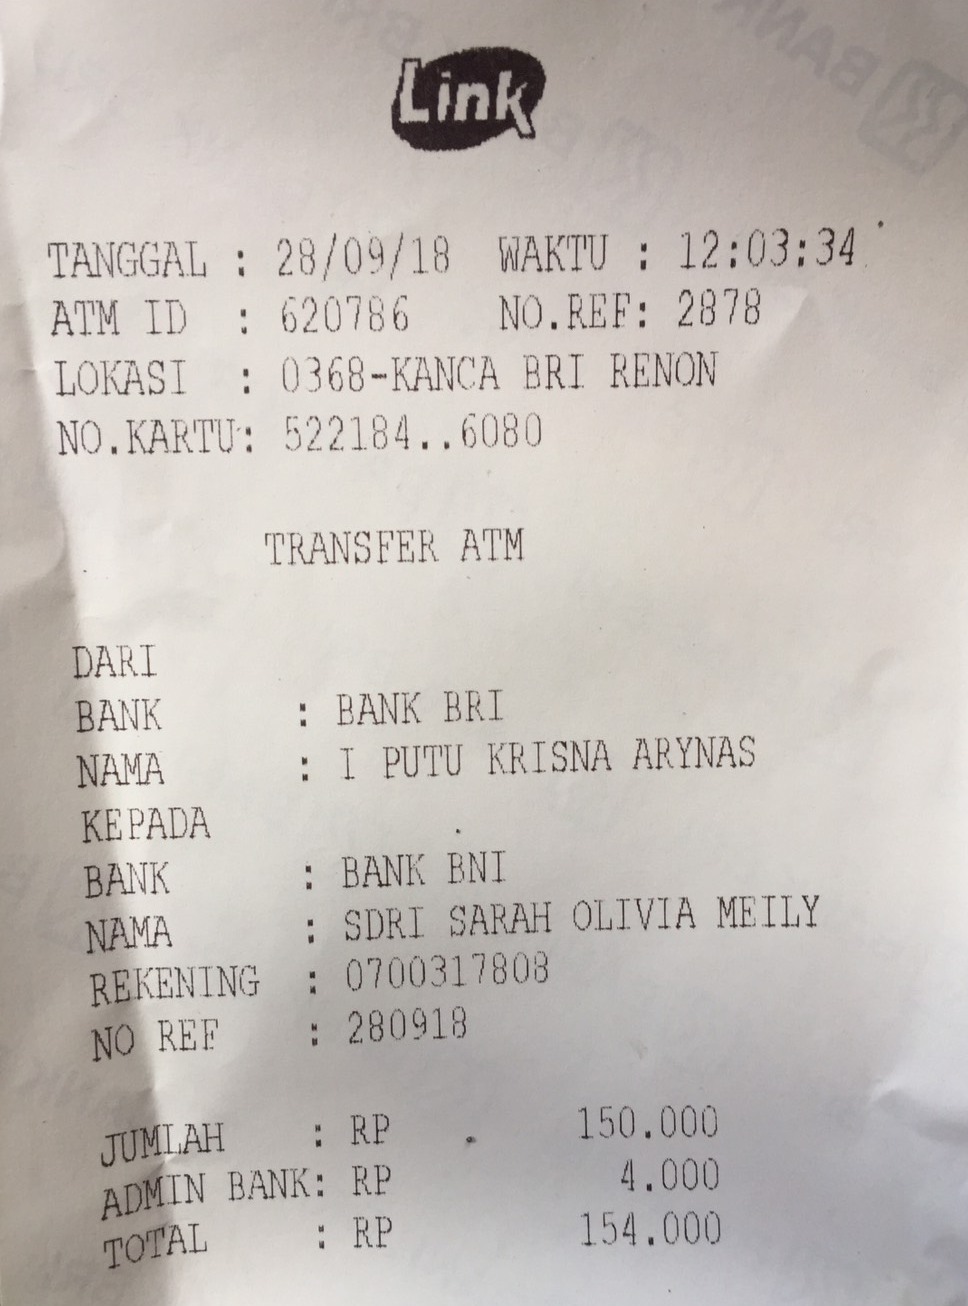 Link
TANGGAL : 28/09/18 WAKTU : 12:03:34
ATM ID : 620786 NO.REF: 2878
LOKASI : 0368-KANCA BRI RENON
NO.KARTU: 522184..6080
TRANSFER ATM
DARI
BANK : BANK BRI
NAMA : I PUTU KRISNA ARYNAS
KEPADA
BANK : BANK BNI
NAMA : SDRI SARAH OLIVIA MEILY
REKENING : 0700317808
NO REF : 280918
JUMLAH : RP 150.000
ADMIN BANK: RP 4.000
TOTAL : RP 154.000